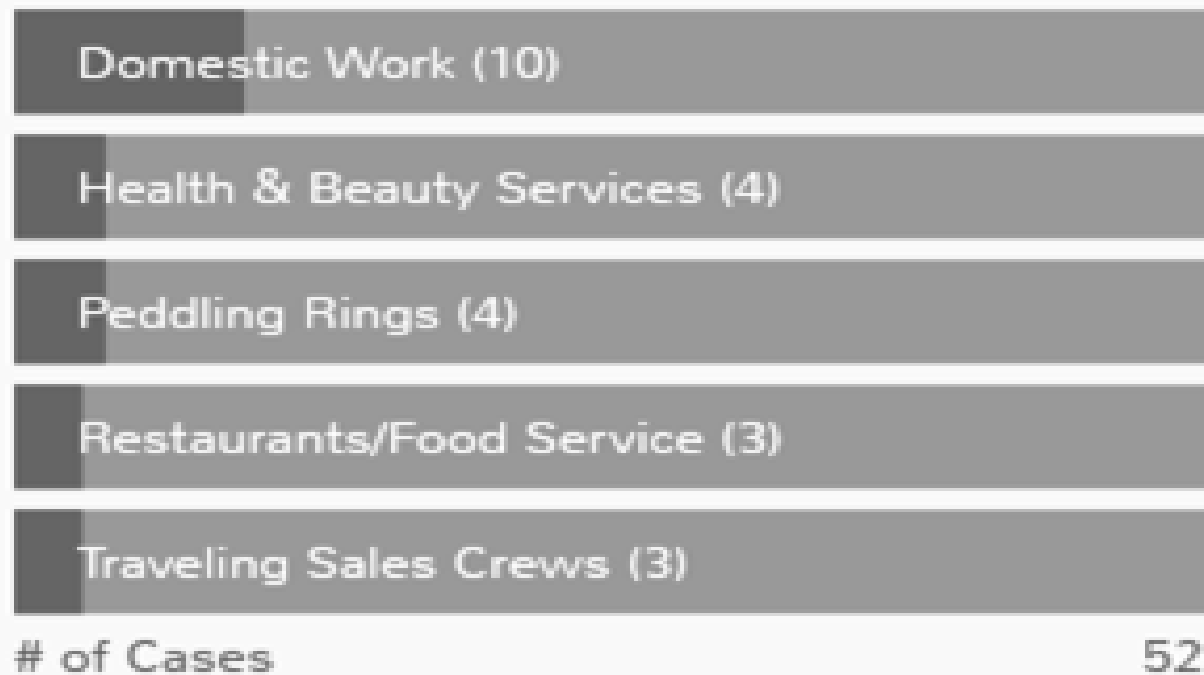 Domestic Work (10)
Health & Beauty Services (4)
Peddling Rings (4)
Restaurants/Food Service (3)
Traveling Sales Crews (3)
# of Cases 52